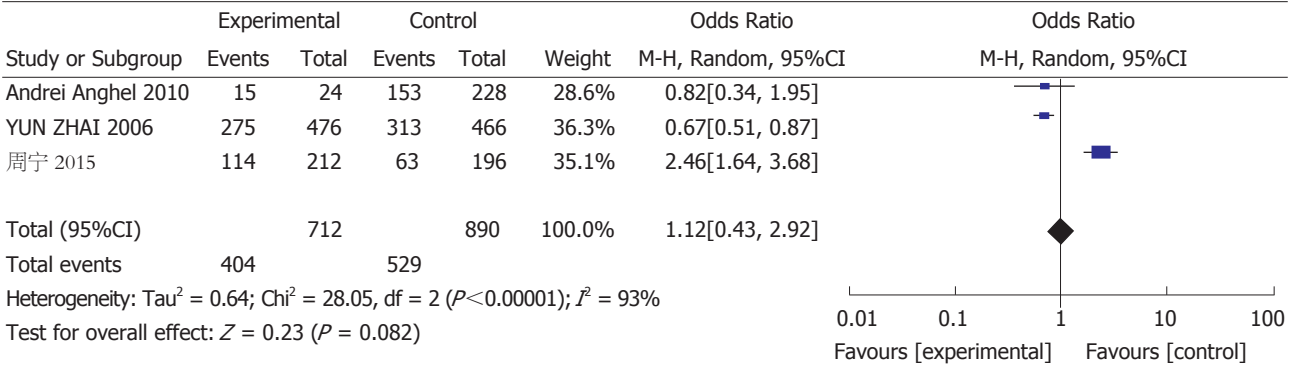 Experimental Control Odds Ratio Odds Ratio
Study or Subgroup Events Total Events Total Weight M-H, Random, 95%CI M-H, Random, 95%CI
Andrei Anghel 2010 15 24 153 228 28.6% 0.82[0.34, 1.95]
YUN ZHAI 2006 275 476 313 466 36.3% 0.67[0.51, 0.87]
周宁 2015 114 212 63 196 35.1% 2.46[1.64, 3.68]
Total (95%CI) 712 890 100.0% 1.12[0.43, 2.92]
Total events 404 529
Heterogeneity: Tau² = 0.64; Chi² = 28.05, df = 2 (P<0.00001); I² = 93%
Test for overall effect: Z = 0.23 (P = 0.082)
0.01 0.1 1 10 100
Favours [experimental] Favours [control]